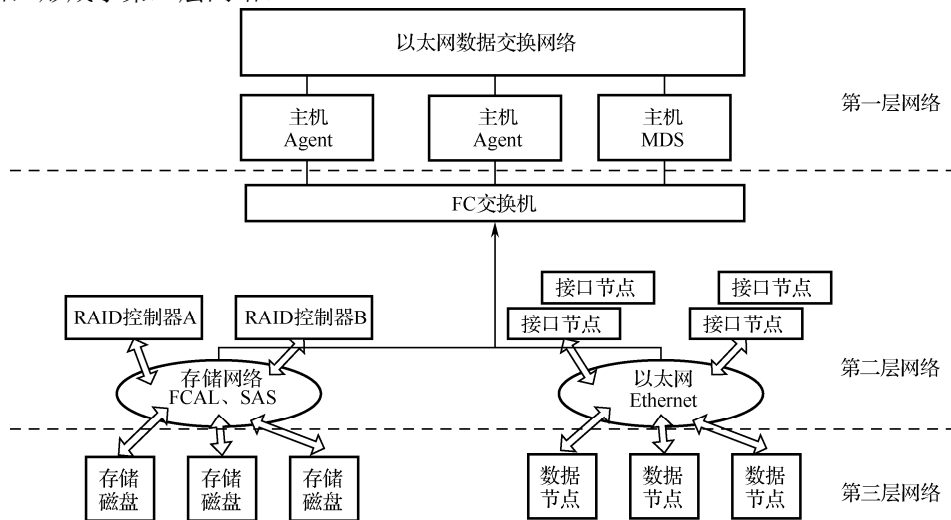 以太网数据交换网络
主机
Agent
主机
Agent
主机
MDS
第一层网络
FC交换机
接口节点
接口节点
RAID控制器A
RAID控制器B
接口节点
接口节点
存储网络
FCAL、SAS
以太网
Ethernet
第二层网络
存储
磁盘
存储
磁盘
存储
磁盘
数据
节点
数据
节点
数据
节点
第三层网络